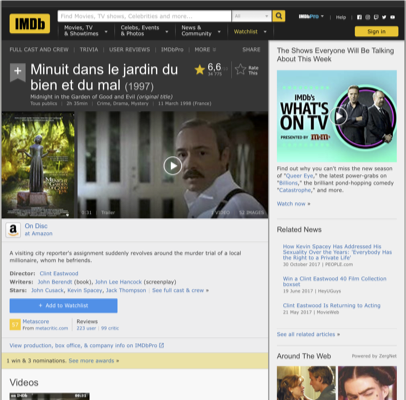 IMDb
Find Movies, TV shows, Celebrities and more...
All
IMDbPro
Help
Movies, TV
& Showtimes
Celebs, Events
& Photos
News &
Community
Watchlist
Sign in
FULL CAST AND CREW | TRIVIA | USER REVIEWS | IMDbPro | MORE
SHARE
Minuit dans le jardin du
bien et du mal (1997)
Midnight in the Garden of Good and Evil (original title)
Tous publics | 2h 35min | Crime, Drama, Mystery | 11 March 1998 (France)
6,6
Rate
This
Trailer
On Disc
at Amazon
A visiting city reporter's assignment suddenly revolves around the murder trial of a local
millionaire, whom he befriends.
Director: Clint Eastwood
Writers: John Berendt (book), John Lee Hancock (screenplay)
Stars: John Cusack, Kevin Spacey, Jack Thompson | See full cast & crew »
+ Add to Watchlist
Metascore
From metacritic.com
Reviews
223 user | 99 critic
View production, box office, & company info on IMDbPro
1 win & 3 nominations. See more awards »
Videos
The Shows Everyone Will Be Talking
About This Week
IMDb's
WHAT'S
ON TV
PRESENTED BY m&m's
Find out why you can't miss the new season
of "Queer Eye," the latest power-grabs on
"Billions," the brilliant pond-hopping comedy
"Catastrophe," and more.
Watch now »
Related News
How Kevin Spacey Has Addressed His
Sexuality Over the Years: 'Everybody Has
the Right to a Private Life'
30 October 2017 | PEOPLE.com
Win a Clint Eastwood 40 Film Collection
boxset
19 June 2017 | HeyUGuys
Clint Eastwood Is Returning to Acting
21 May 2017 | MovieWeb
See all related articles »
Around The Web
Powered by ZergNet